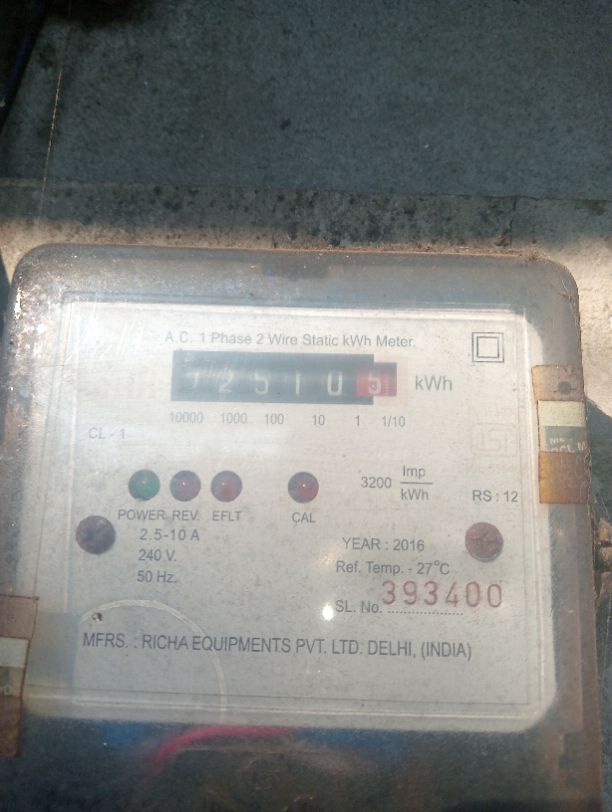 A.C. 1 Phase 2 Wire Static kWh Meter.
25105 kWh
10000 1000 100 10 1 1/10
CL - 1
3200 Imp/kWh
RS : 12
POWER REV. EFLT CAL
2.5-10 A
240 V.
50 Hz.
YEAR : 2016
Ref. Temp. - 27°C
SL. No. 393400
MFRS. : RICHA EQUIPMENTS PVT. LTD. DELHI, (INDIA)